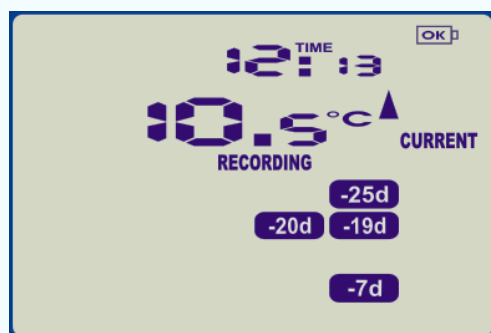 OK
TIME
12:13
10.5°C
CURRENT
RECORDING
-25d
-20d -19d
-7d